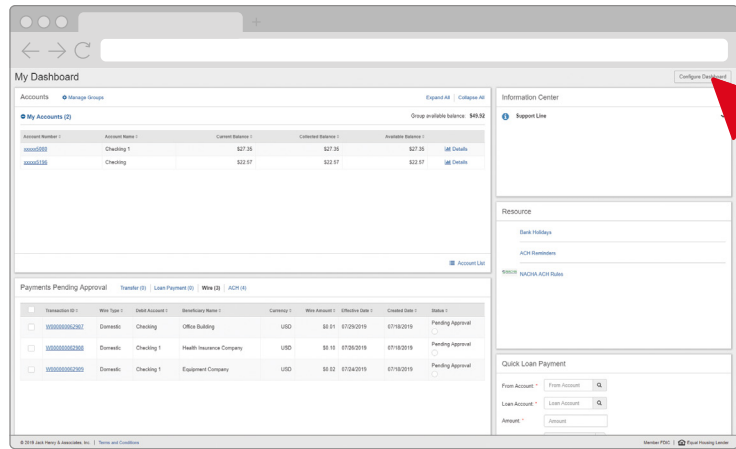 My Dashboard
Configure Dashboard
Accounts Manage Groups Expand All | Collapse All
My Accounts (2) Group available balance: $49.92
Account Number Account Name Current Balance Collected Balance Available Balance
xxxxx5080 Checking 1 $27.35 $27.35 $27.35 Details
xxxxx5156 Checking $22.57 $22.57 $22.57 Details
Account List
Payments Pending Approval Transfer (0) | Loan Payment (0) | Wire (3) | ACH (4)
Transaction ID Wire Type Debit Account Beneficiary Name Currency Wire Amount Effective Date Created Date Status
W000000062907 Domestic Checking Office Building USD $0.01 07/29/2019 07/18/2019 Pending Approval
W000000062908 Domestic Checking 1 Health Insurance Company USD $0.10 07/26/2019 07/18/2019 Pending Approval
W000000062909 Domestic Checking 1 Equipment Company USD $0.02 07/24/2019 07/18/2019 Pending Approval
Information Center
Support Line
Resource
Bank Holidays
ACH Reminders
NACHA ACH Rules
Quick Loan Payment
From Account: * From Account
Loan Account: * Loan Account
Amount: * Amount
© 2019 Jack Henry & Associates, Inc. | Terms and Conditions Member FDIC | Equal Housing Lender